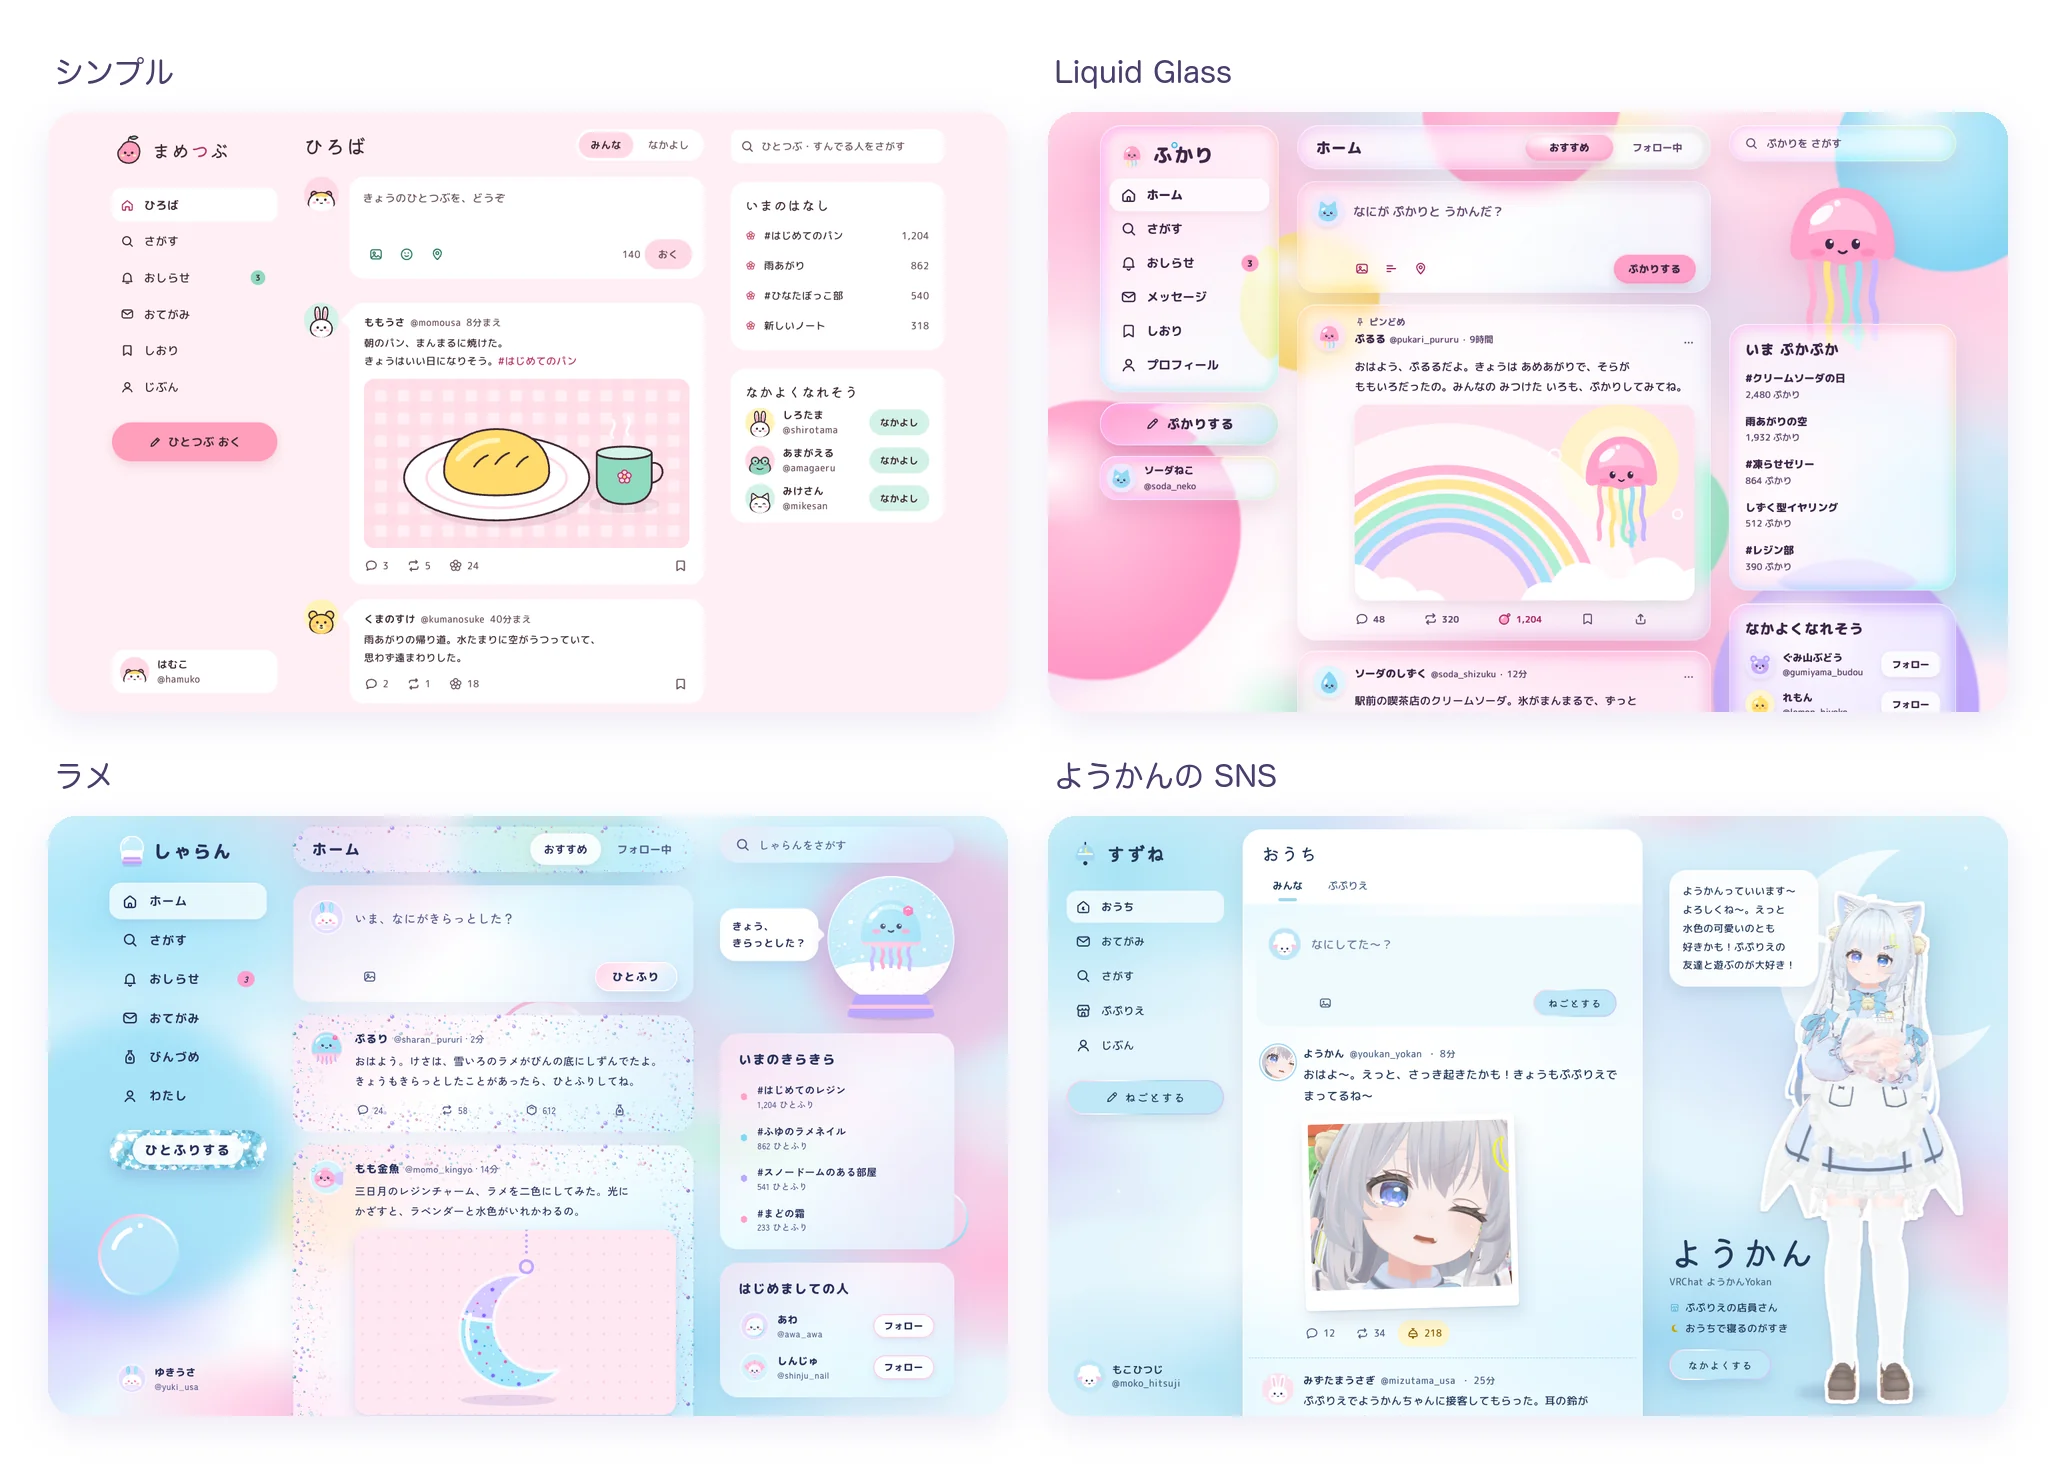 シンプル
まめつぶ
ひろば
さがす
おしらせ
3
おてがみ
しおり
じぶん
ひとつぶ おく
はむこ
@hamuko
ひろば
みんな
なかよし
きょうのひとつぶを、どうぞ
140
おく
ももうさ @momousa 8分まえ
朝のパン、まんまるに焼けた。
きょうはいい日になりそう。#はじめてのパン
3
5
24
くまのすけ @kumanosuke 40分まえ
雨あがりの帰り道。水たまりに空がうつっていて、
思わず遠まわりした。
2
1
18
ひとつぶ・すんでる人をさがす
いまのはなし
#はじめてのパン 1,204
雨あがり 862
#ひなたぼっこ部 540
新しいノート 318
なかよくなれそう
しろたま
@shirotama
なかよし
あまがえる
@amagaeru
なかよし
みけさん
@mikesan
なかよし
Liquid Glass
ぷかり
ホーム
さがす
おしらせ
3
メッセージ
しおり
プロフィール
ぷかりする
ソーダねこ
@soda_neko
ホーム
おすすめ
フォロー中
なにが ぷかりと うかんだ？
ぷかりする
ピンどめ
ぷるる @pukari_pururu · 9時間
…
おはよう、ぷるるだよ。きょうは あめあがりで、そらが
ももいろだったの。みんなの みつけた いろも、ぷかりしてみてね。
48
320
1,204
ソーダのしずく @soda_shizuku · 12分
…
駅前の喫茶店のクリームソーダ。氷がまんまるで、ずっと
ぷかりを さがす
いま ぷかぷか
#クリームソーダの日
2,480 ぷかり
雨あがりの空
1,932 ぷかり
#凍らせゼリー
864 ぷかり
しずく型イヤリング
512 ぷかり
#レジン部
390 ぷかり
なかよくなれそう
ぐみ山ぶどう
@gumiyama_budou
フォロー
れもん
フォロー
ラメ
しゃらん
ホーム
さがす
おしらせ
3
おてがみ
びんづめ
わたし
ひとふりする
ゆきうさ
@yuki_usa
ホーム
おすすめ
フォロー中
いま、なにがきらっとした？
ひとふり
ぷるり @sharan_pururi · 2分
おはよう。けさは、雪いろのラメがびんの底にしずんでたよ。
きょうもきらっとしたことがあったら、ひとふりしてね。
24
58
612
もも金魚 @momo_kingyo · 14分
三日月のレジンチャーム、ラメを二色にしてみた。光に
かざすと、ラベンダーと水色がいれかわるの。
しゃらんをさがす
きょう、
きらっとした？
いまのきらきら
#はじめてのレジン
1,204 ひとふり
#ふゆのラメネイル
862 ひとふり
#スノードームのある部屋
541 ひとふり
#まどの霜
233 ひとふり
はじめましての人
あわ
@awa_awa
フォロー
しんじゅ
@shinju_nail
フォロー
ようかんの SNS
すずね
おうち
おてがみ
さがす
ぷぷりえ
じぶん
ねごとする
もこひつじ
@moko_hitsuji
おうち
みんな
ぷぷりえ
なにしてた〜？
ねごとする
ようかん @youkan_yokan · 8分
おはよ〜。えっと、さっき起きたかも！きょうもぷぷりえで
まってるね〜
12
34
218
みずたまうさぎ @mizutama_usa · 25分
ぷぷりえでようかんちゃんに接客してもらった。耳の鈴が
ようかんっていいます〜
よろしくね〜。えっと
水色の可愛いのとも
好きかも！ぷぷりえの
友達と遊ぶのが大好き！
ようかん
VRChat ようかんYokan
ぷぷりえの店員さん
おうちで寝るのがすき
なかよくする